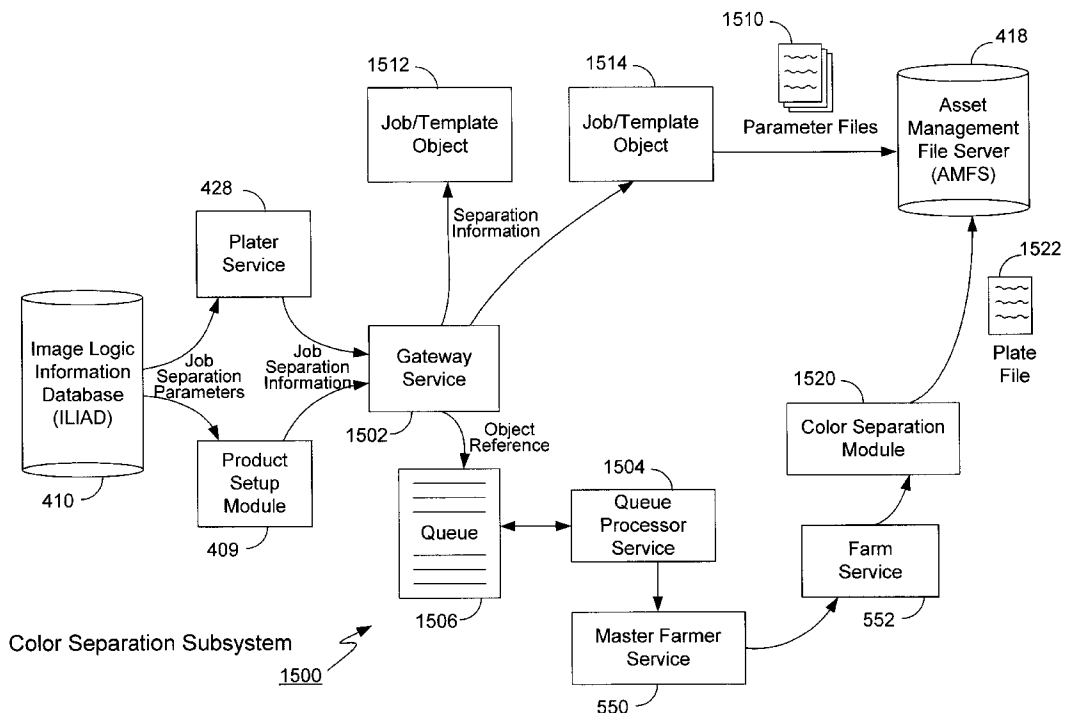 1510
418
1512
1514
Asset
Management
File Server
(AMFS)
Job/Template
Object
Job/Template
Object
Parameter Files
428
Separation
Information
Plater
Service
1522
Image Logic
Information
Database
(ILIAD)
Job
Separation
Parameters
Job
Separation
Information
Gateway
Service
Plate
File
1520
1502
Object
Reference
Color Separation
Module
410
Product
Setup
Module
1504
409
Queue
Queue
Processor
Service
Farm
Service
1506
552
Color Separation Subsystem
1500
Master Farmer
Service
550